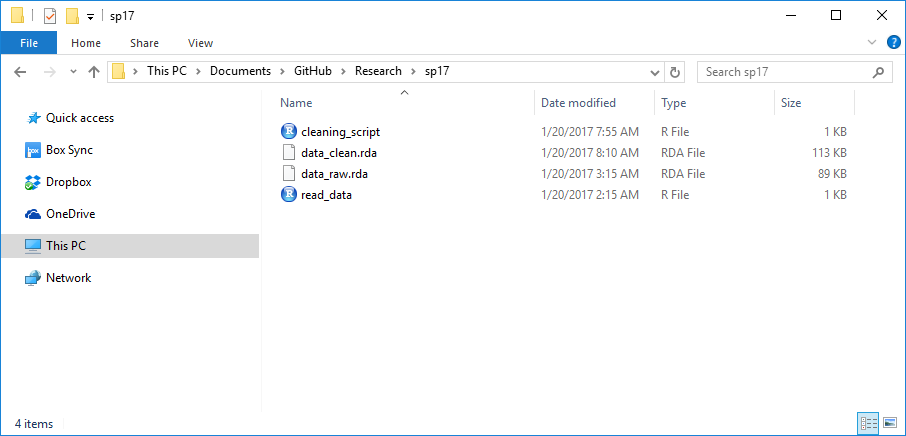 sp17
File Home Share View
This PC Documents GitHub Research sp17 Search sp17
Name Date modified Type Size
Quick access
Box Sync
Dropbox
OneDrive
This PC
Network
cleaning_script 1/20/2017 7:55 AM R File 1 KB
data_clean.rda 1/20/2017 8:10 AM RDA File 113 KB
data_raw.rda 1/20/2017 3:15 AM RDA File 89 KB
read_data 1/20/2017 2:15 AM R File 1 KB
4 items